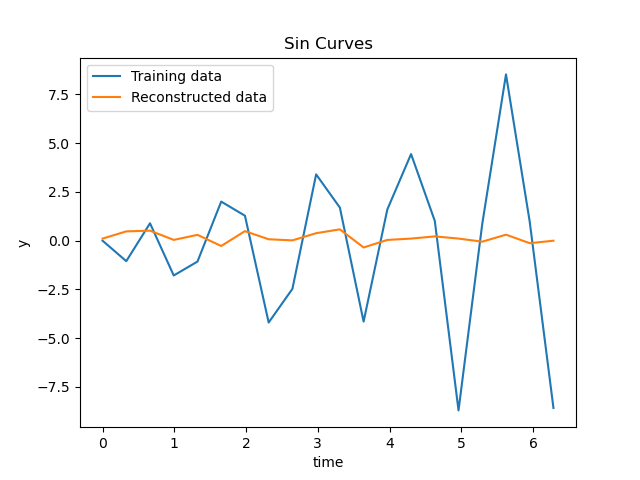 Sin Curves
Training data
Reconstructed data
7.5
5.0
2.5
0.0
−2.5
−5.0
−7.5
y
0 1 2 3 4 5 6
time